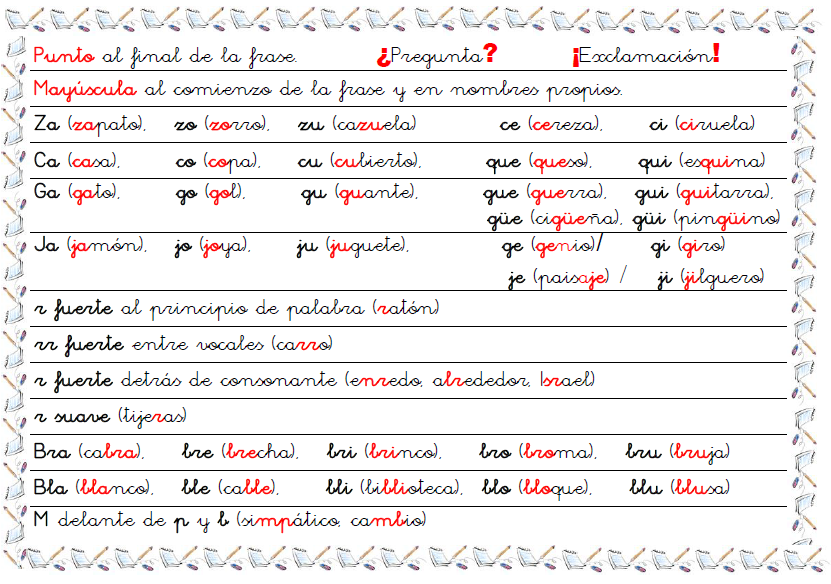 Punto al final de la frase. ¿Pregunta? ¡Exclamación!
Mayúscula al comienzo de la frase y en nombres propios.
Za (zapato), zo (zorro), zu (cazuela) ce (cereza), ci (ciruela)
Ca (casa), co (copa), cu (cubierto), que (queso), qui (esquina)
Ga (gato), go (gol), gu (guante), gue (guerra), gui (guitarra),
güe (cigüeña), güi (pingüino)
Ja (jamón), jo (joya), ju (juguete), ge (genio)/ gi (giro)
je (paisaje) / ji (jilguero)
r fuerte al principio de palabra (ratón)
rr fuerte entre vocales (carro)
r fuerte detrás de consonante (enredo, alrededor, Israel)
r suave (tijeras)
Bra (cabra), bre (brecha), bri (brinco), bro (broma), bru (bruja)
Bla (blanco), ble (cable), bli (biblioteca), blo (bloque), blu (blusa)
M delante de p y b (simpático, cambio)